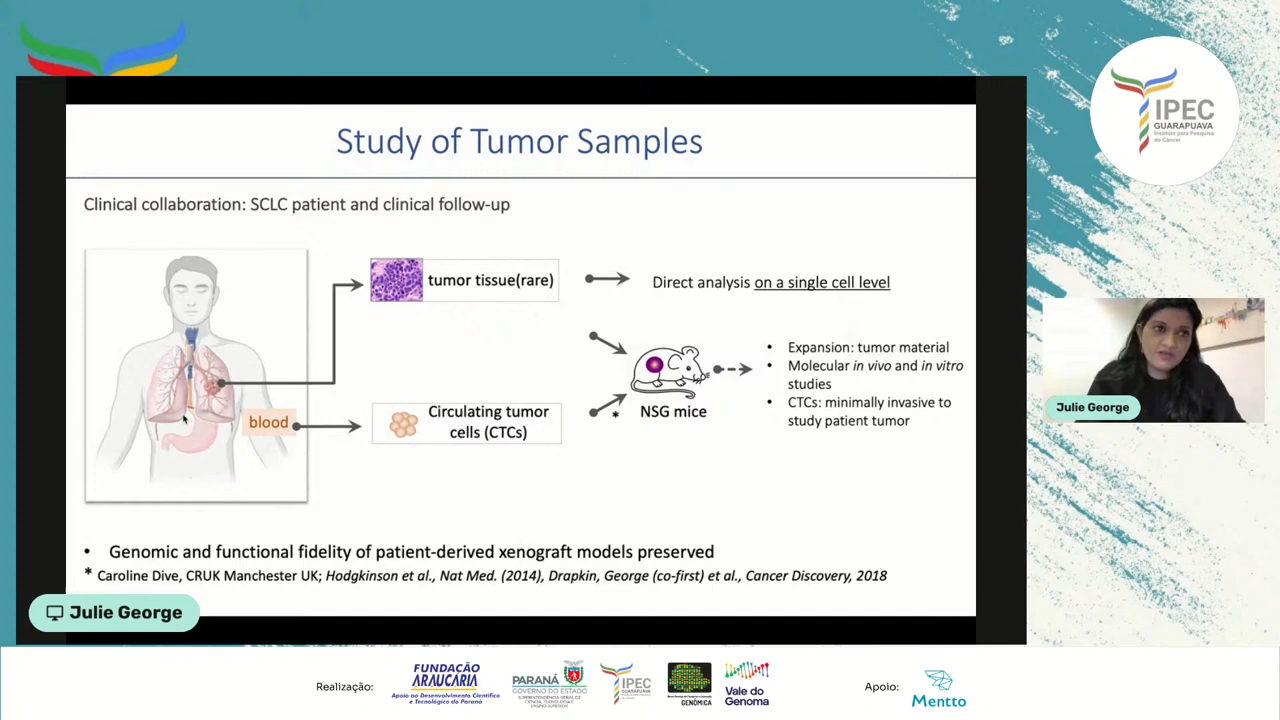 Study of Tumor Samples
Clinical collaboration: SCLC patient and clinical follow-up
tumor tissue(rare)
Direct analysis on a single cell level
blood
Circulating tumor
cells (CTCs)
*
NSG mice
• Expansion: tumor material
• Molecular in vivo and in vitro
studies
• CTCs: minimally invasive to
study patient tumor
• Genomic and functional fidelity of patient-derived xenograft models preserved
* Caroline Dive, CRUK Manchester UK; Hodgkinson et al., Nat Med. (2014), Drapkin, George (co-first) et al., Cancer Discovery, 2018
Julie George
IPEC
GUARAPUAVA
Instituto para Pesquisa
do Câncer
Julie George
Realização:
FUNDAÇÃO
ARAUCÁRIA
Apoio ao Desenvolvimento Científico
e Tecnológico do Paraná
PARANÁ
GOVERNO DO ESTADO
SUPERINTENDÊNCIA GERAL DE
CIÊNCIA, TECNOLOGIA E
ENSINO SUPERIOR
IPEC
GUARAPUAVA
GENÔMICA
Vale do
Genoma
Apoio:
Mentto